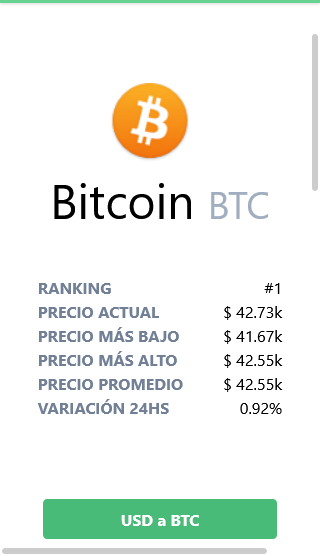 Bitcoin BTC
RANKING #1
PRECIO ACTUAL $ 42.73k
PRECIO MÁS BAJO $ 41.67k
PRECIO MÁS ALTO $ 42.55k
PRECIO PROMEDIO $ 42.55k
VARIACIÓN 24HS 0.92%
USD a BTC